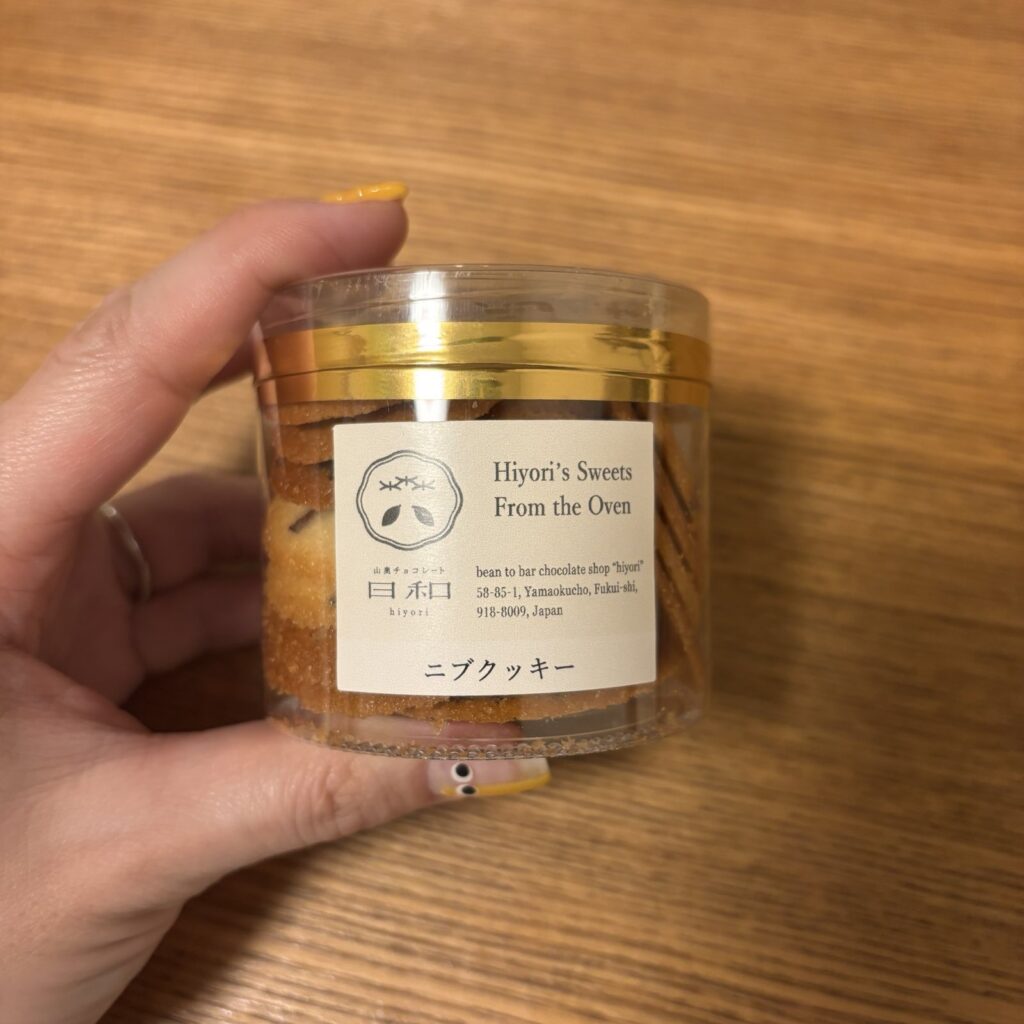 Hiyori's Sweets
From the Oven
山奥チョコレート
日和
hiyori
bean to bar chocolate shop "hiyori"
58-85-1, Yamaokucho, Fukui-shi,
918-8009, Japan
ニブクッキー